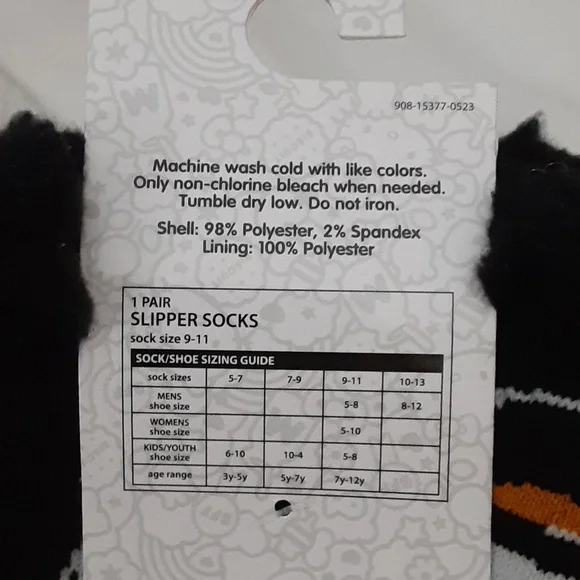 908-15377-0523
Machine wash cold with like colors.
Only non-chlorine bleach when needed.
Tumble dry low. Do not iron.
Shell: 98% Polyester, 2% Spandex
Lining: 100% Polyester
1 PAIR
SLIPPER SOCKS
sock size 9-11
SOCK/SHOE SIZING GUIDE
sock sizes 5-7 7-9 9-11 10-13
MENS
shoe size 5-8 8-12
WOMENS
shoe size 5-10
KIDS/YOUTH
shoe size 6-10 10-4 5-8
age range 3y-5y 5y-7y 7y-12y